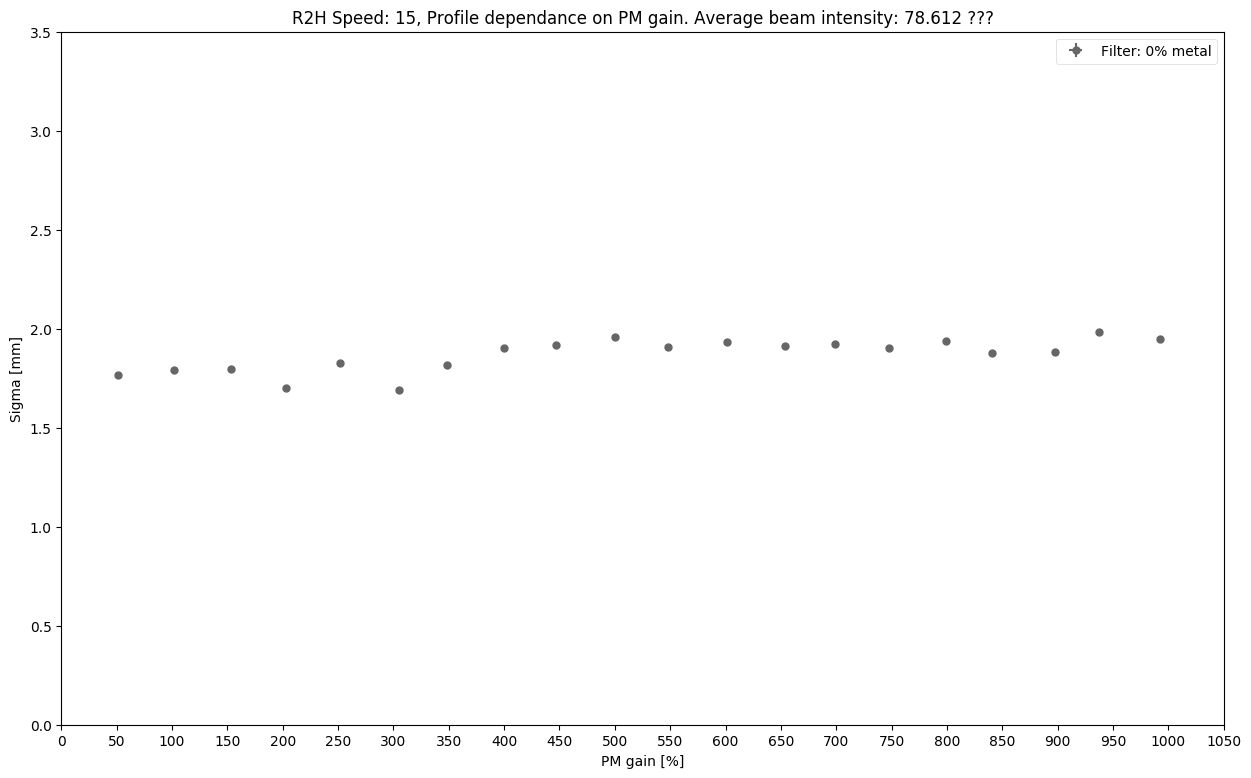 R2H Speed: 15, Profile dependance on PM gain. Average beam intensity: 78.612 ???
Filter: 0% metal
3.5
3.0
2.5
2.0
1.5
1.0
0.5
0.0
Sigma [mm]
0 50 100 150 200 250 300 350 400 450 500 550 600 650 700 750 800 850 900 950 1000 1050
PM gain [%]